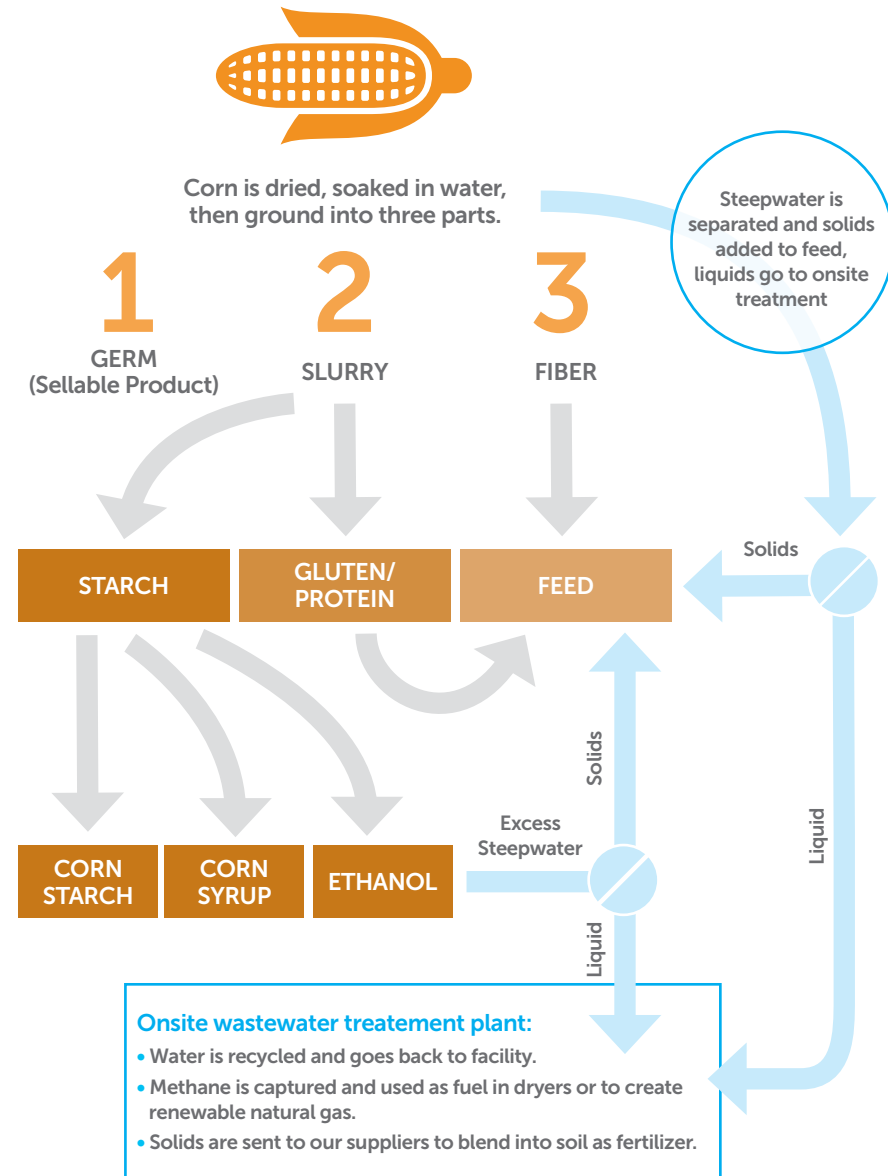 Corn is dried, soaked in water,
then ground into three parts.
Steepwater is
separated and solids
added to feed,
liquids go to onsite
treatment
1
GERM
(Sellable Product)
2
SLURRY
3
FIBER
STARCH
GLUTEN/
PROTEIN
FEED
Solids
Solids
Liquid
CORN
STARCH
CORN
SYRUP
ETHANOL
Excess
Steepwater
Liquid
Onsite wastewater treatement plant:
• Water is recycled and goes back to facility.
• Methane is captured and used as fuel in dryers or to create
renewable natural gas.
• Solids are sent to our suppliers to blend into soil as fertilizer.